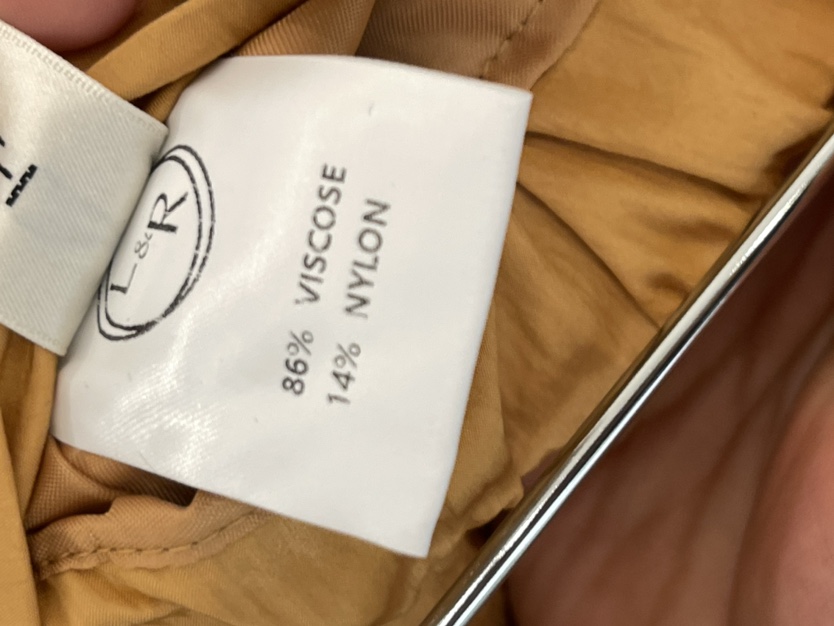 L & R
86% VISCOSE
14% NYLON